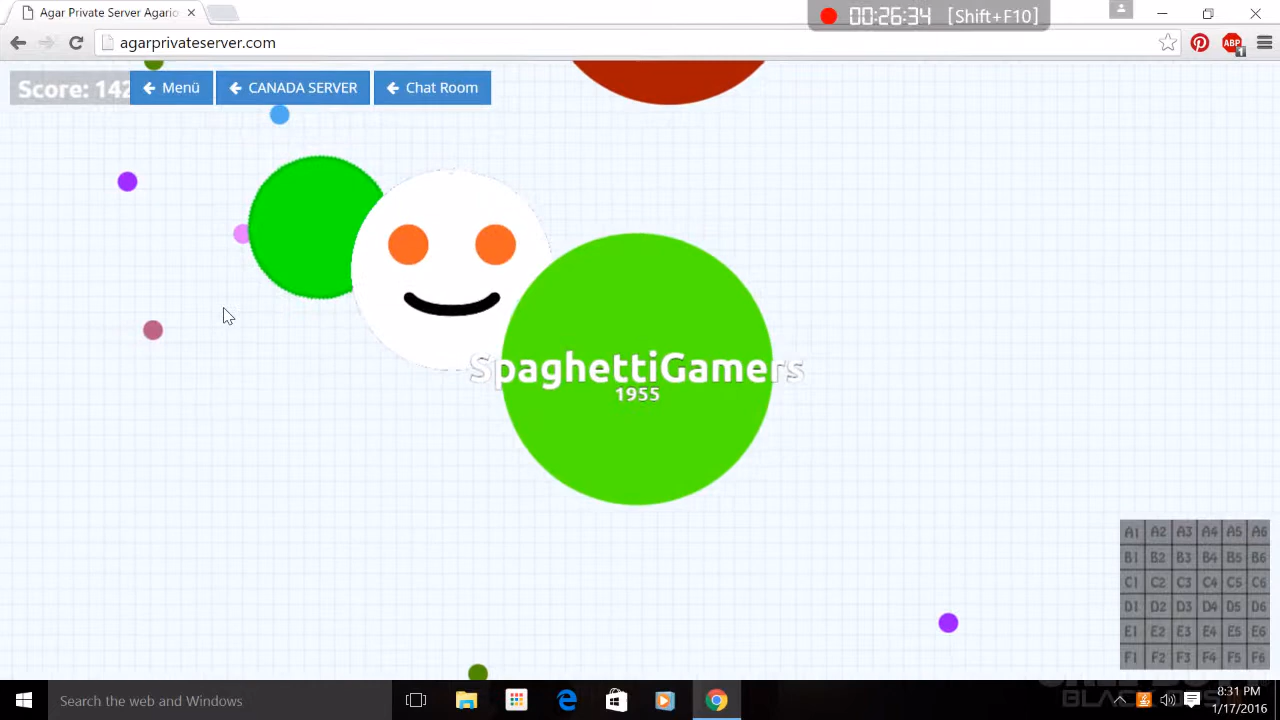 Agar Private Server Agario
00:26:34 [Shift+F10]
agarprivateserver.com
ABP
1
Score: 142
Menü
CANADA SERVER
Chat Room
SpaghettiGamers
1955
A1 A2 A3 A4 A5 A6
B1 B2 B3 B4 B5 B6
C1 C2 C3 C4 C5 C6
D1 D2 D3 D4 D5 D6
E1 E2 E3 E4 E5 E6
F1 F2 F3 F4 F5 F6
Search the web and Windows
8:31 PM
1/17/2016